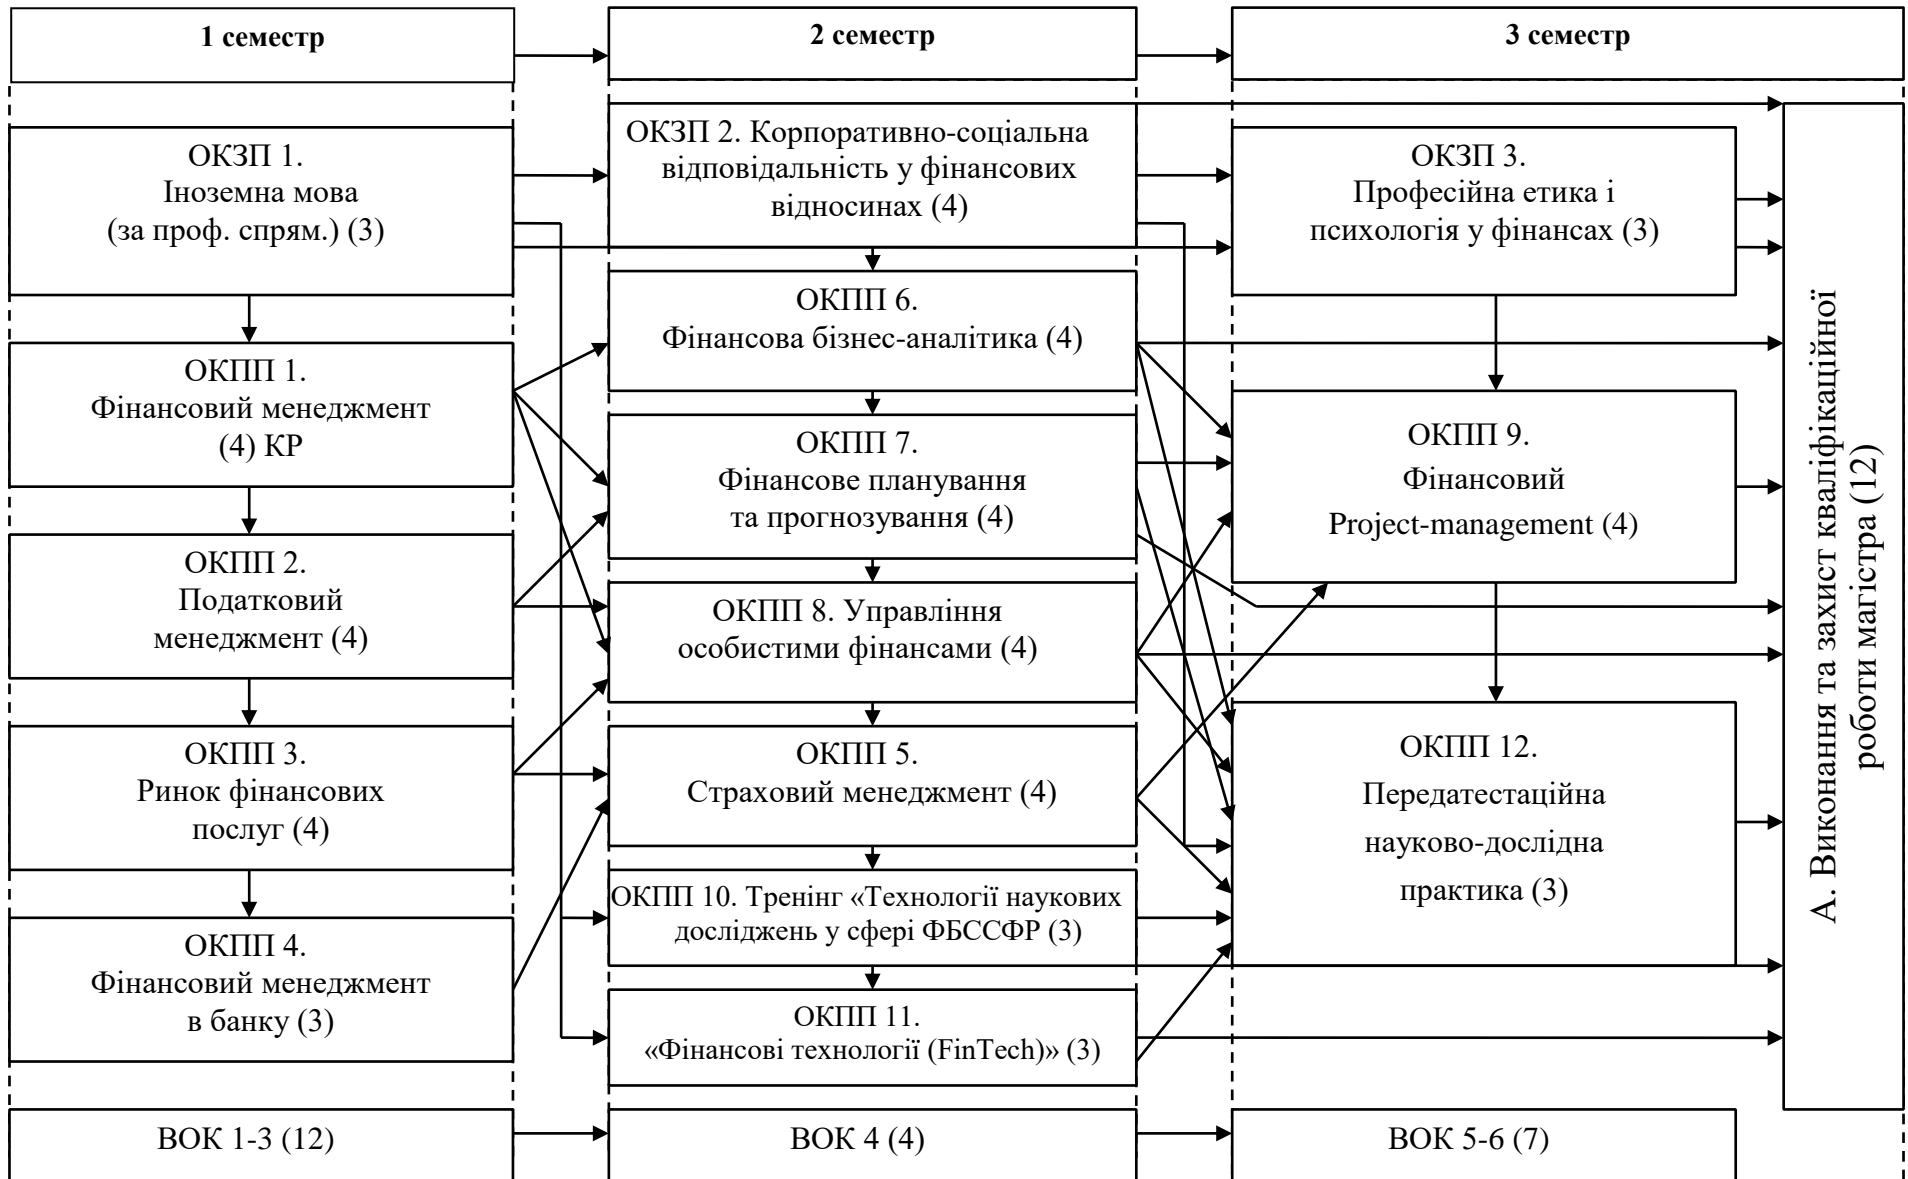 1 семестр
2 семестр
3 семестр
ОКЗП 1.
Іноземна мова
(за проф. спрям.) (3)
ОКПП 1.
Фінансовий менеджмент
(4) КР
ОКПП 2.
Податковий
менеджмент (4)
ОКПП 3.
Ринок фінансових
послуг (4)
ОКПП 4.
Фінансовий менеджмент
в банку (3)
ВОК 1-3 (12)
ОКЗП 2. Корпоративно-соціальна
відповідальність у фінансових
відносинах (4)
ОКПП 6.
Фінансова бізнес-аналітика (4)
ОКПП 7.
Фінансове планування
та прогнозування (4)
ОКПП 8. Управління
особистими фінансами (4)
ОКПП 5.
Страховий менеджмент (4)
ОКПП 10. Тренінг «Технології наукових
досліджень у сфері ФБССФР (3)
ОКПП 11.
«Фінансові технології (FinTech)» (3)
ВОК 4 (4)
ОКЗП 3.
Професійна етика і
психологія у фінансах (3)
ОКПП 9.
Фінансовий
Project-management (4)
ОКПП 12.
Передатестаційна
науково-дослідна
практика (3)
ВОК 5-6 (7)
А. Виконання та захист кваліфікаційної
роботи магістра (12)